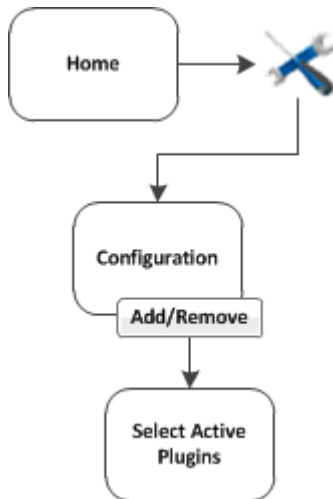 Home
Configuration
Add/Remove
Select Active
Plugins